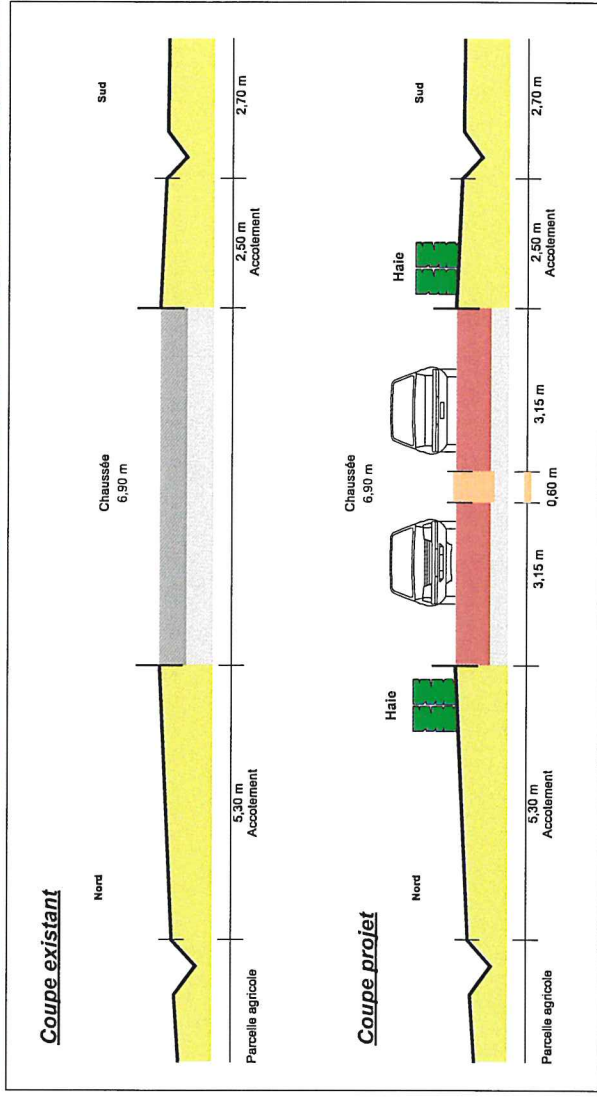 Coupe existant
Nord
Chaussée
6,90 m
Sud
Parcelle agricole
5,30 m
Accotement
2,50 m
Accotement
2,70 m
Coupe projet
Nord
Haie
Chaussée
6,90 m
Haie
Sud
Parcelle agricole
5,30 m
Accotement
3,15 m
0,60 m
3,15 m
2,50 m
Accotement
2,70 m